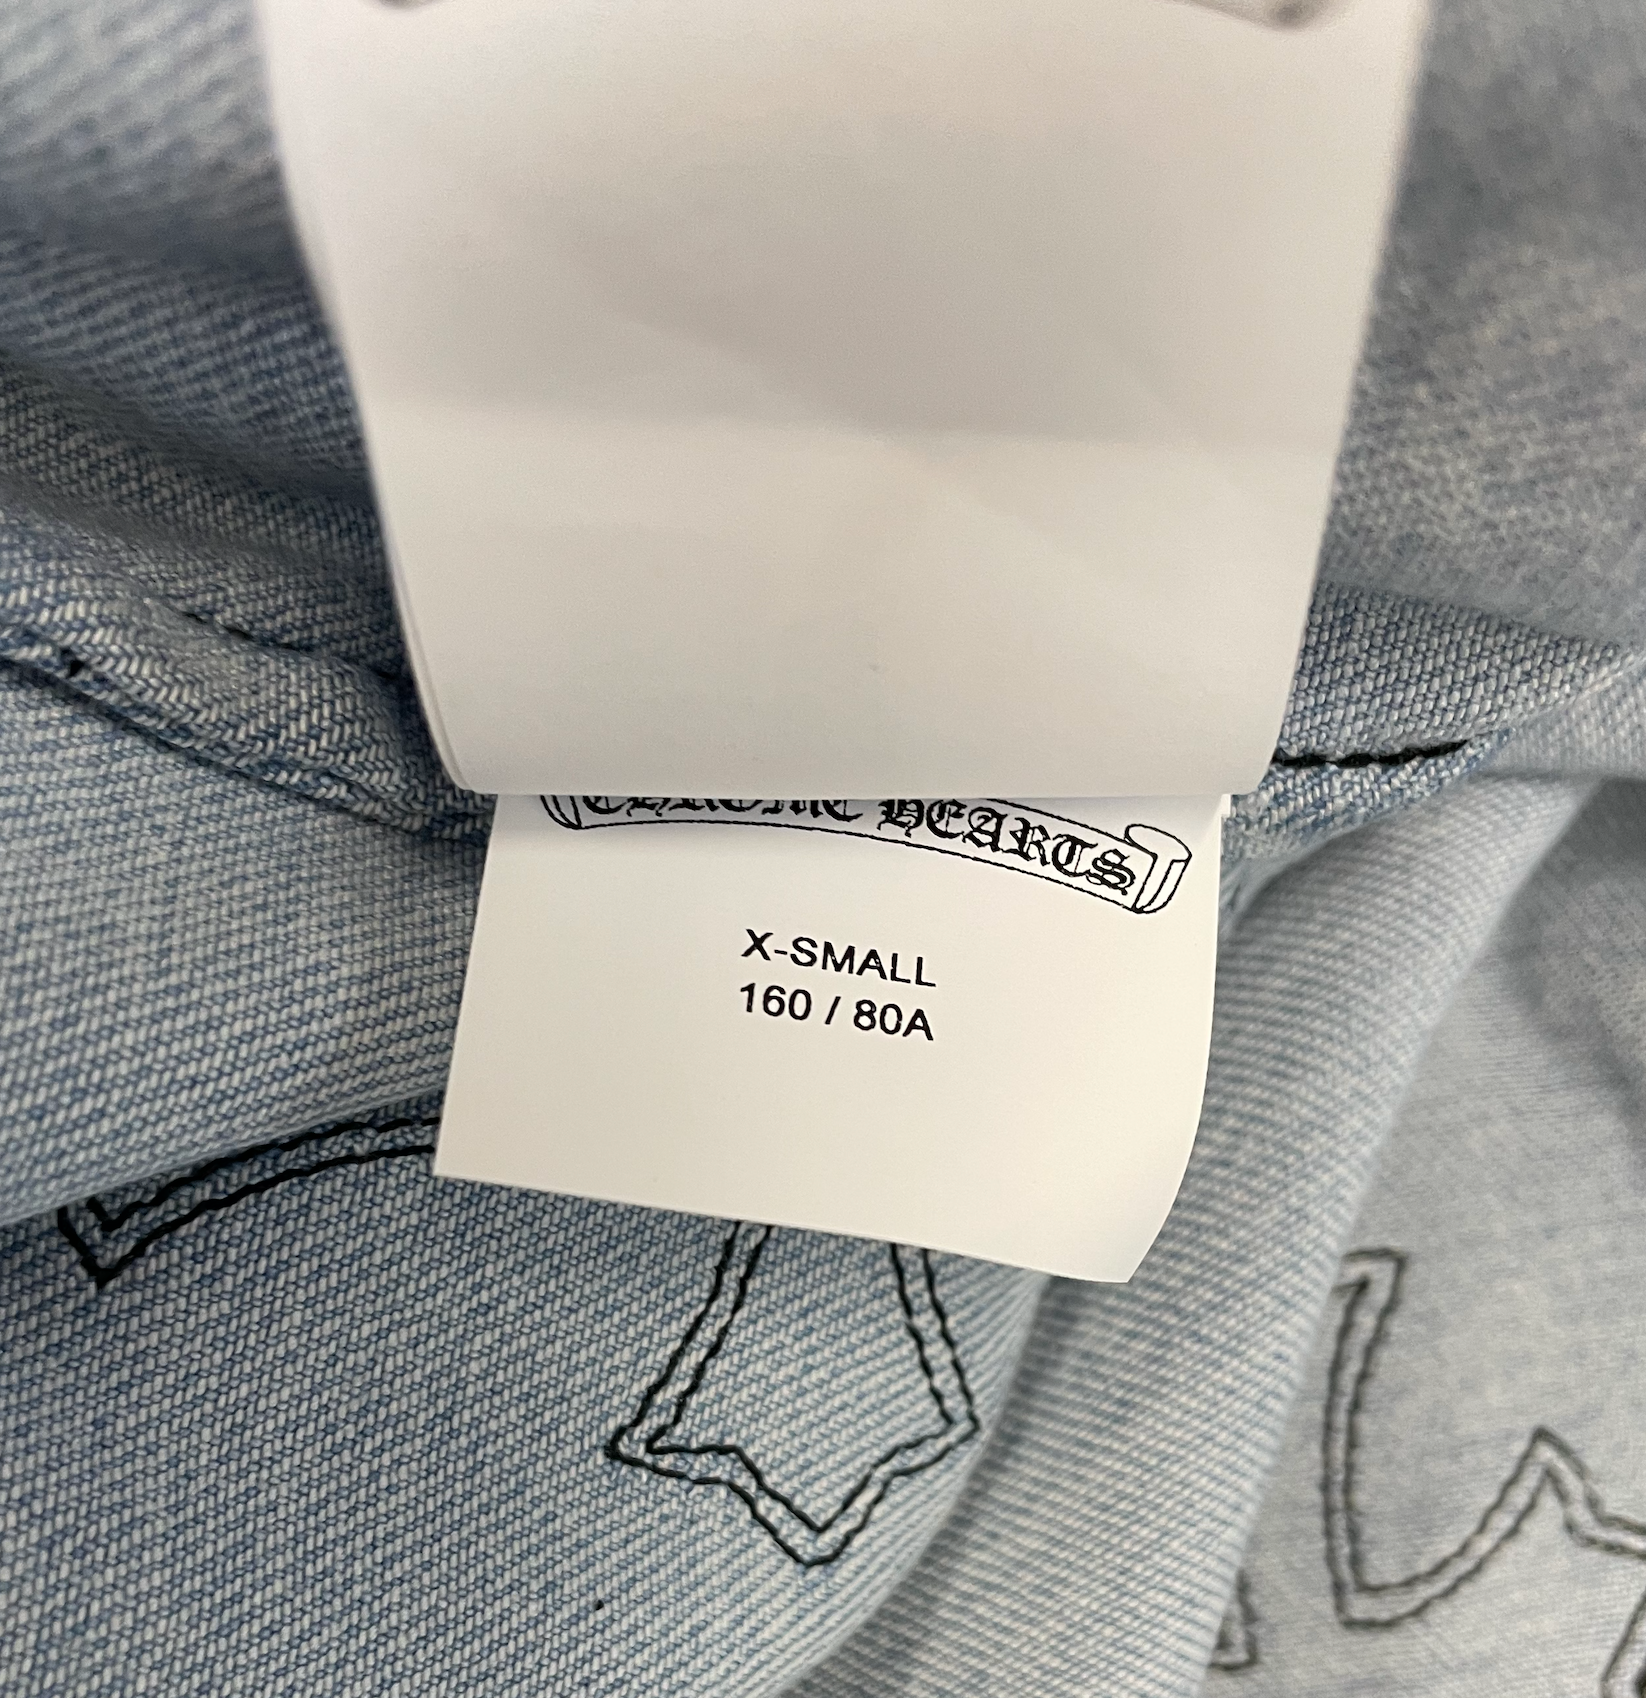 CHROME HEARTS
X-SMALL
160 / 80A